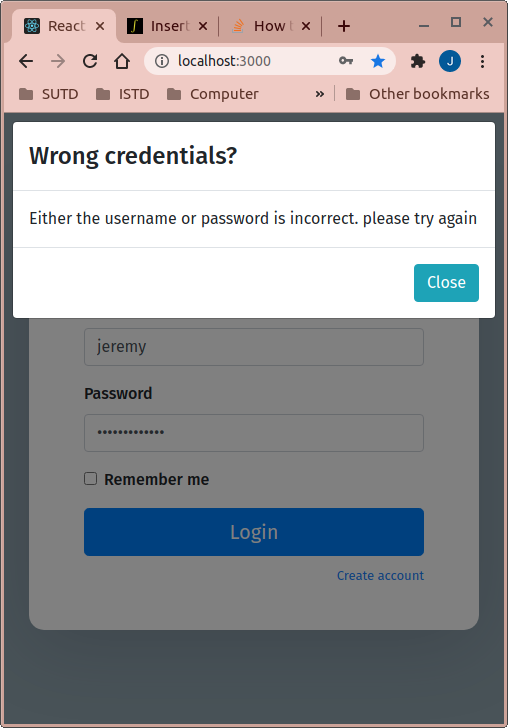 React
Insert
How
localhost:3000
J
SUTD
ISTD
Computer
»
Other bookmarks
Wrong credentials?
Either the username or password is incorrect. please try again
Close
jeremy
Password
•••••••••••••
Remember me
Login
Create account